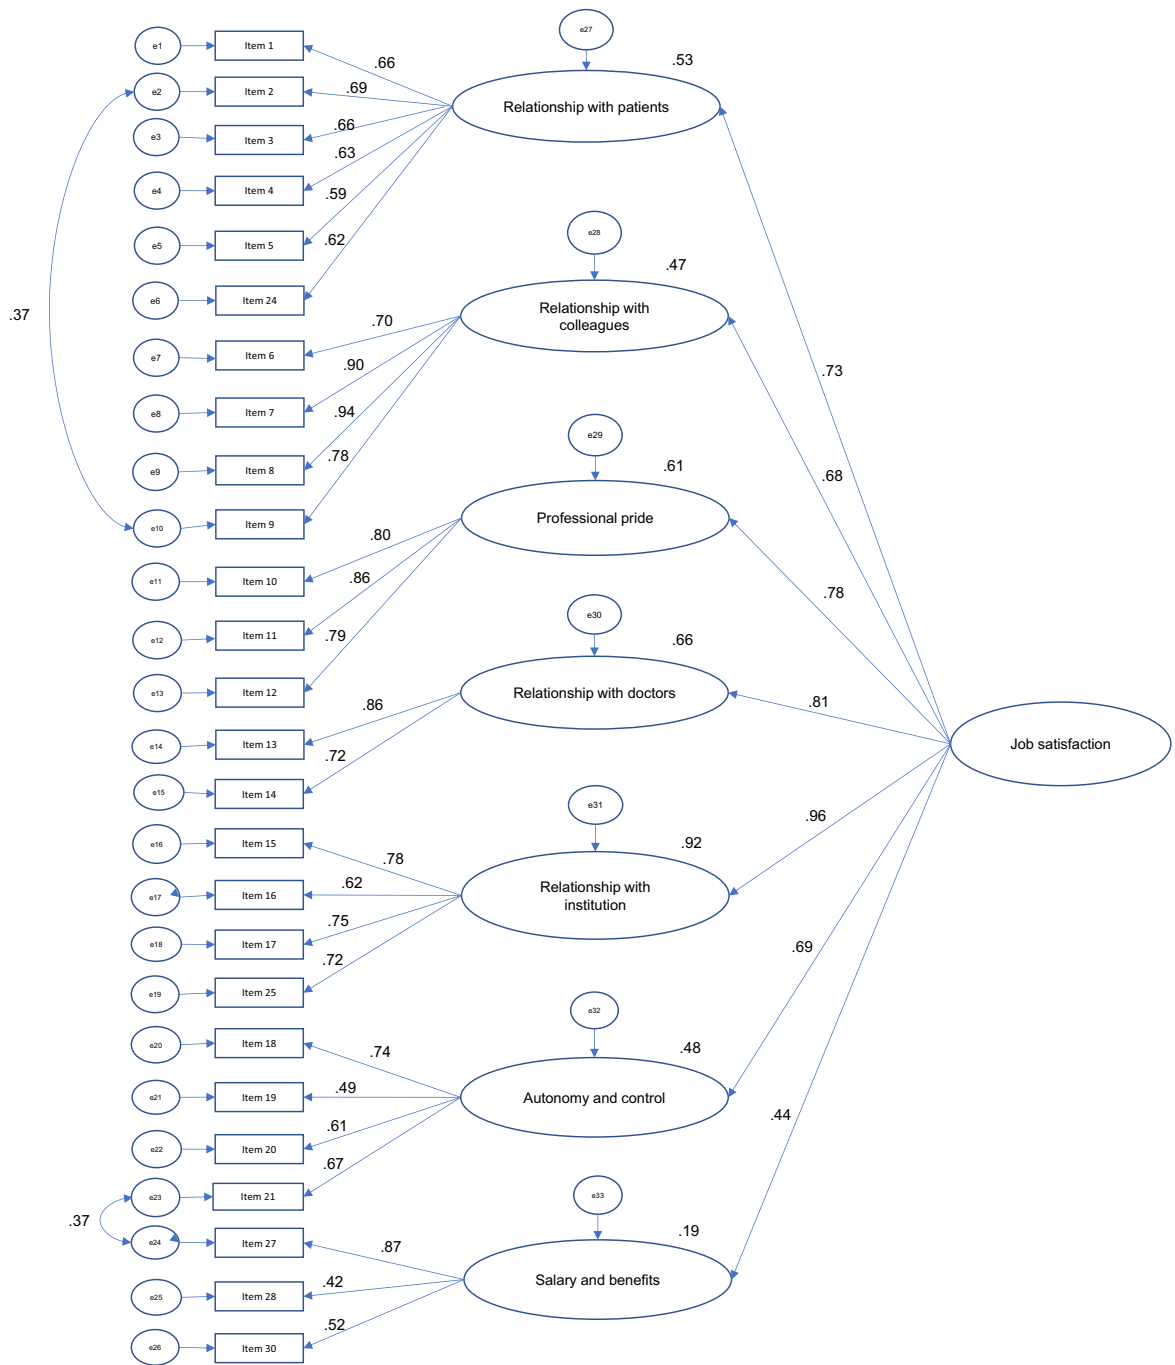 e27
.53
e1
Item 1
.66
e2
Item 2
.69
Relationship with patients
e3
Item 3
.66
e4
Item 4
.63
e5
Item 5
.59
e6
Item 24
.62
.37
e28
.47
Relationship with
colleagues
e7
Item 6
.70
e8
Item 7
.90
e9
Item 8
.94
e10
Item 9
.78
.73
.68
e29
.61
Professional pride
e11
Item 10
.80
e12
Item 11
.86
e13
Item 12
.79
.78
e30
.66
Relationship with doctors
.81
e14
Item 13
.86
e15
Item 14
.72
Job satisfaction
e31
.92
Relationship with
institution
.96
e16
Item 15
.78
e17
Item 16
.62
e18
Item 17
.75
e19
Item 25
.72
.69
e32
.48
Autonomy and control
e20
Item 18
.74
e21
Item 19
.49
e22
Item 20
.61
e23
Item 21
.67
.44
.37
e33
.19
Salary and benefits
e24
Item 27
.87
e25
Item 28
.42
e26
Item 30
.52